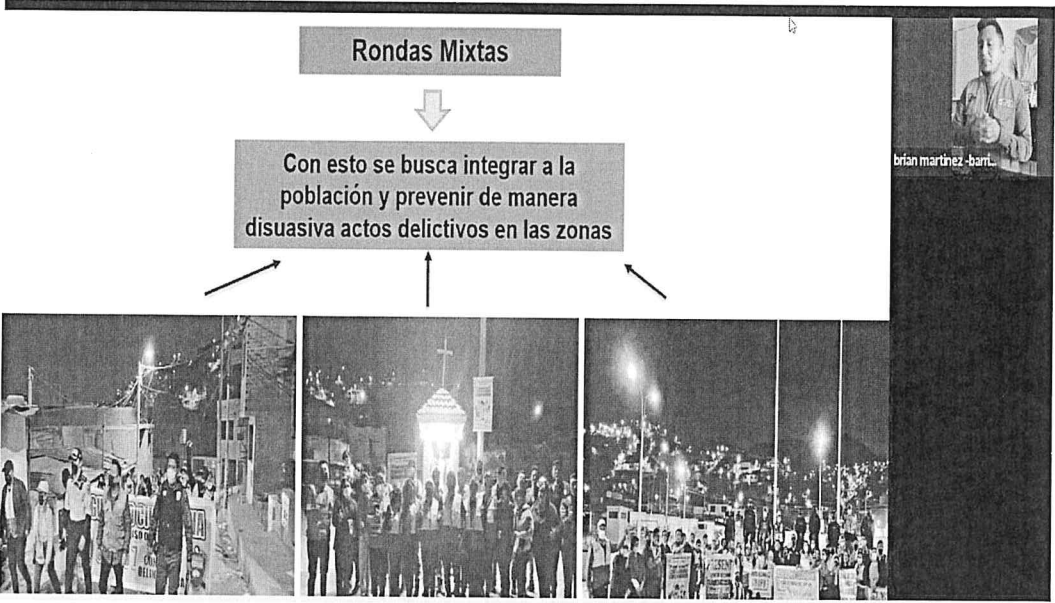 Rondas Mixtas
Con esto se busca integrar a la
población y prevenir de manera
disuasiva actos delictivos en las zonas
brian martinez -barri...